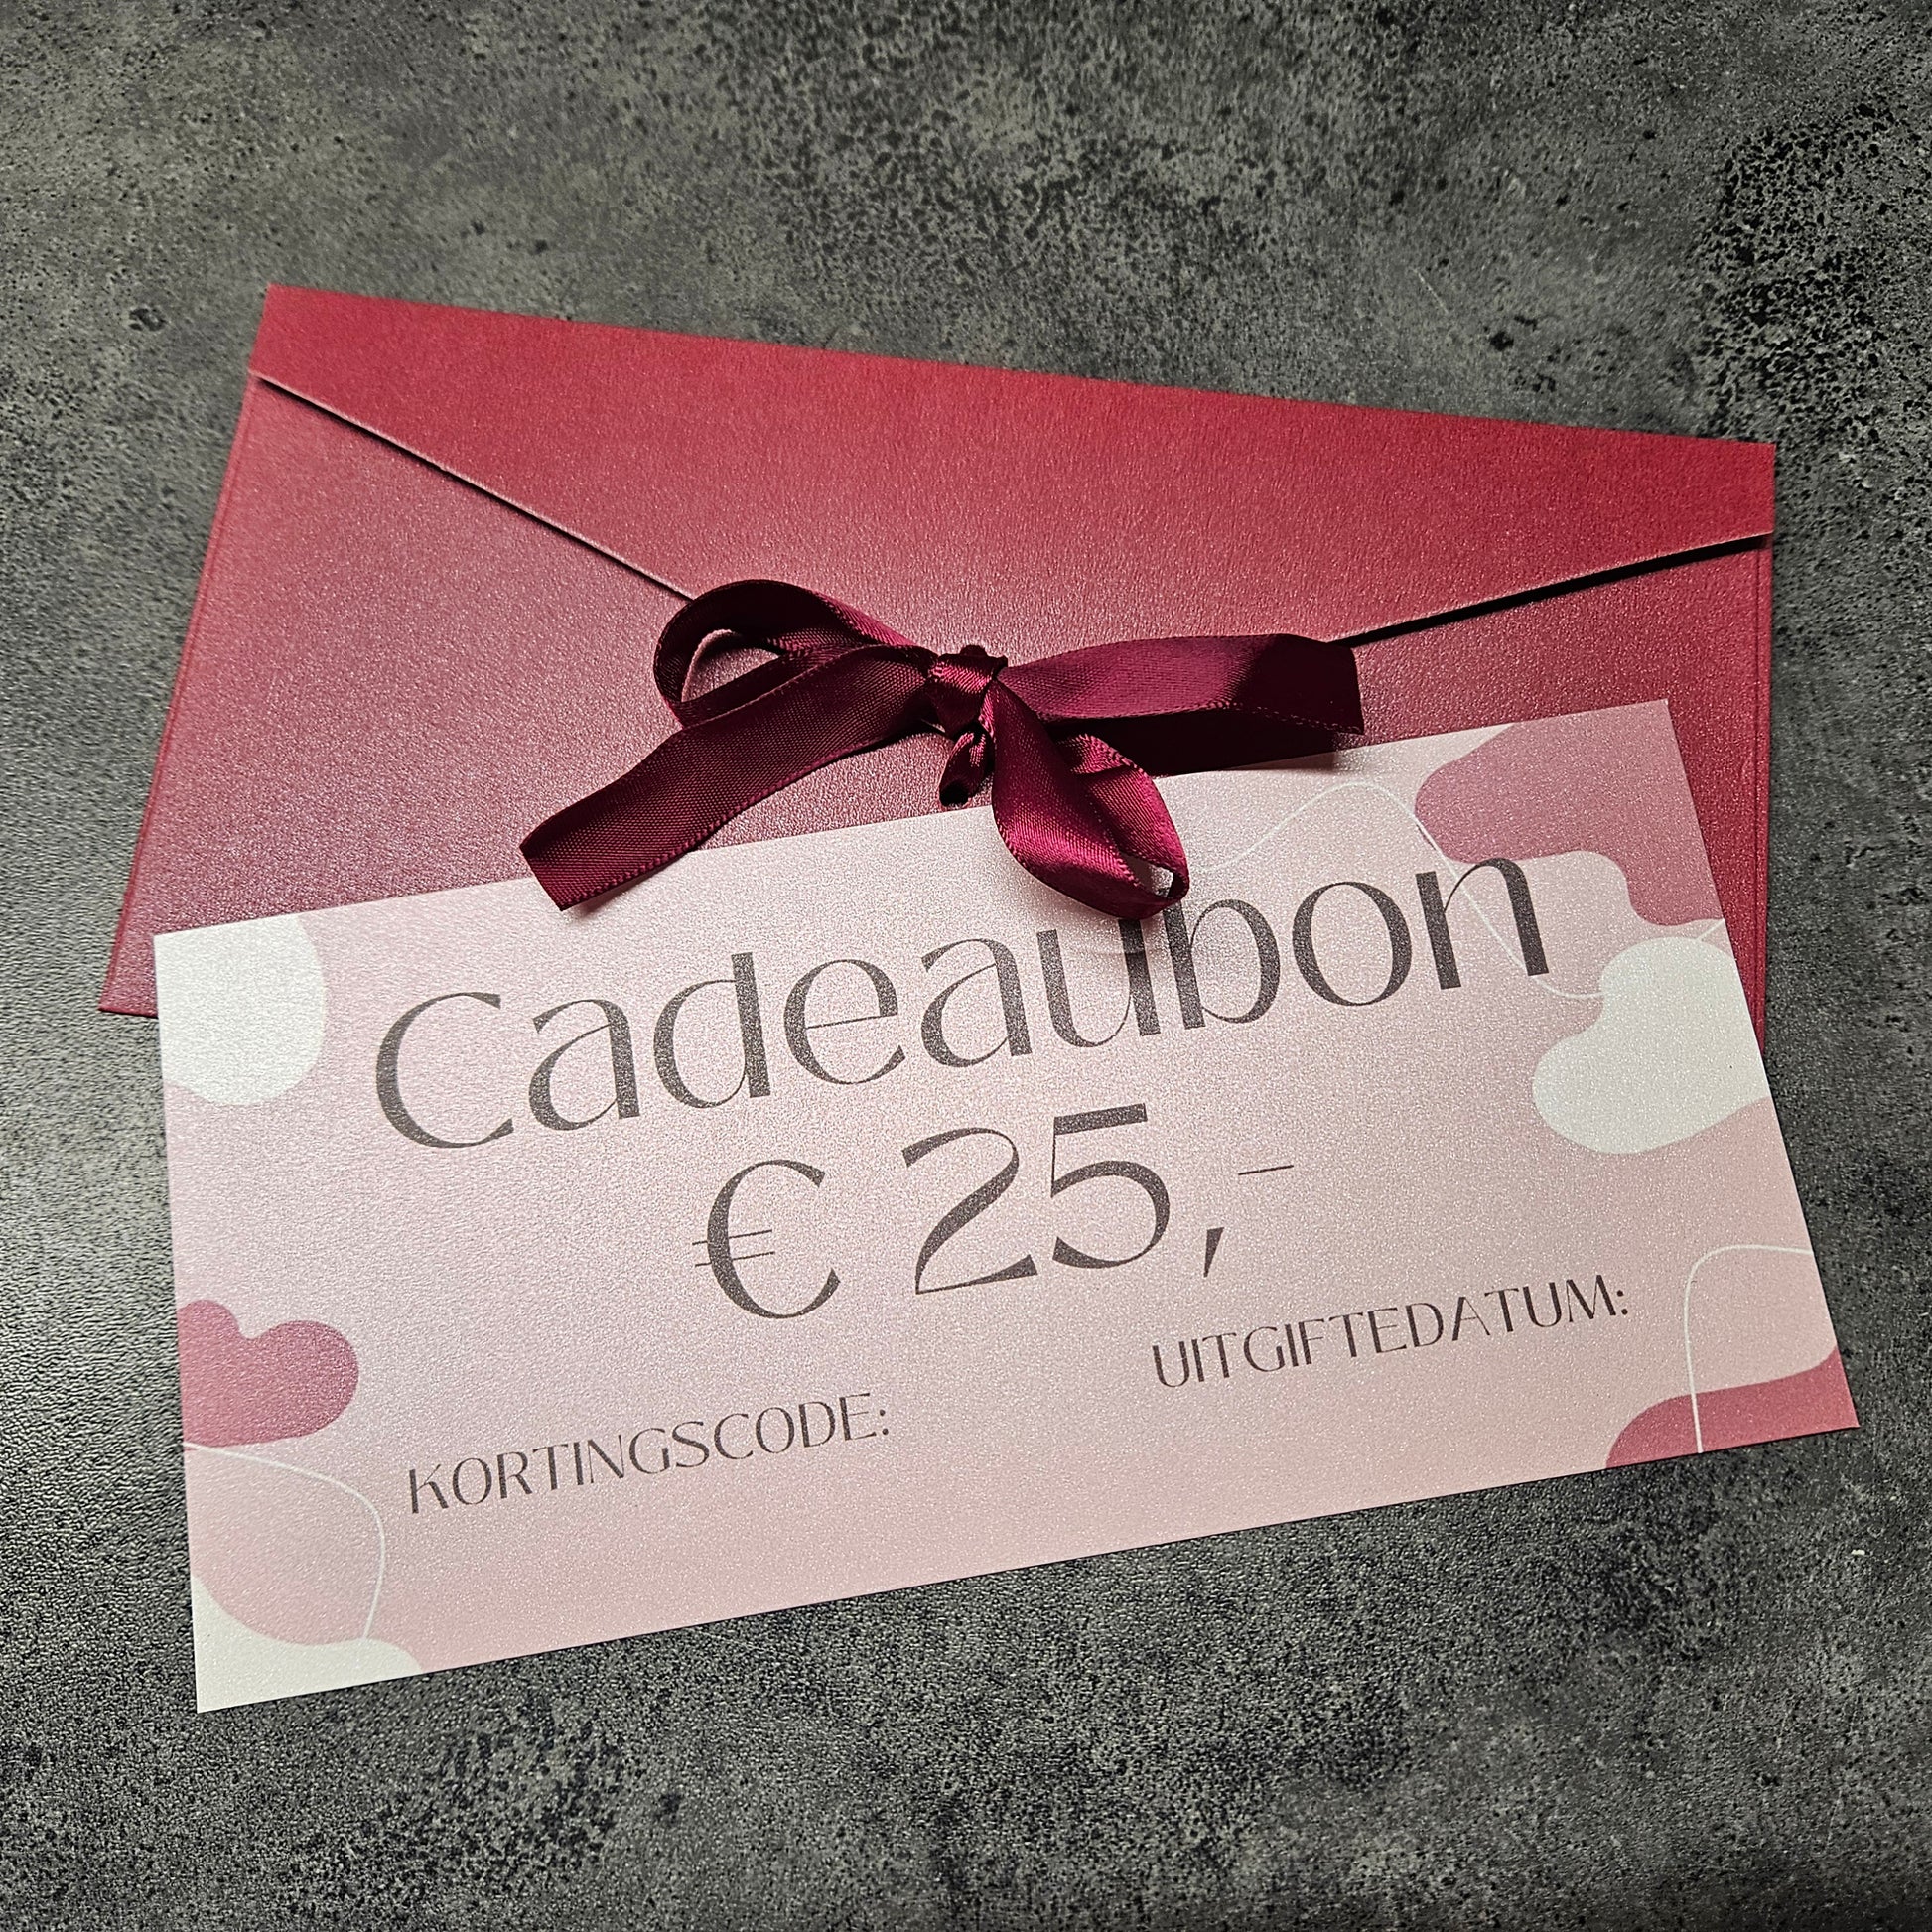 Cadeaubon
€ 25,-
KORTINGSCODE:
UITGIFTEDATUM: